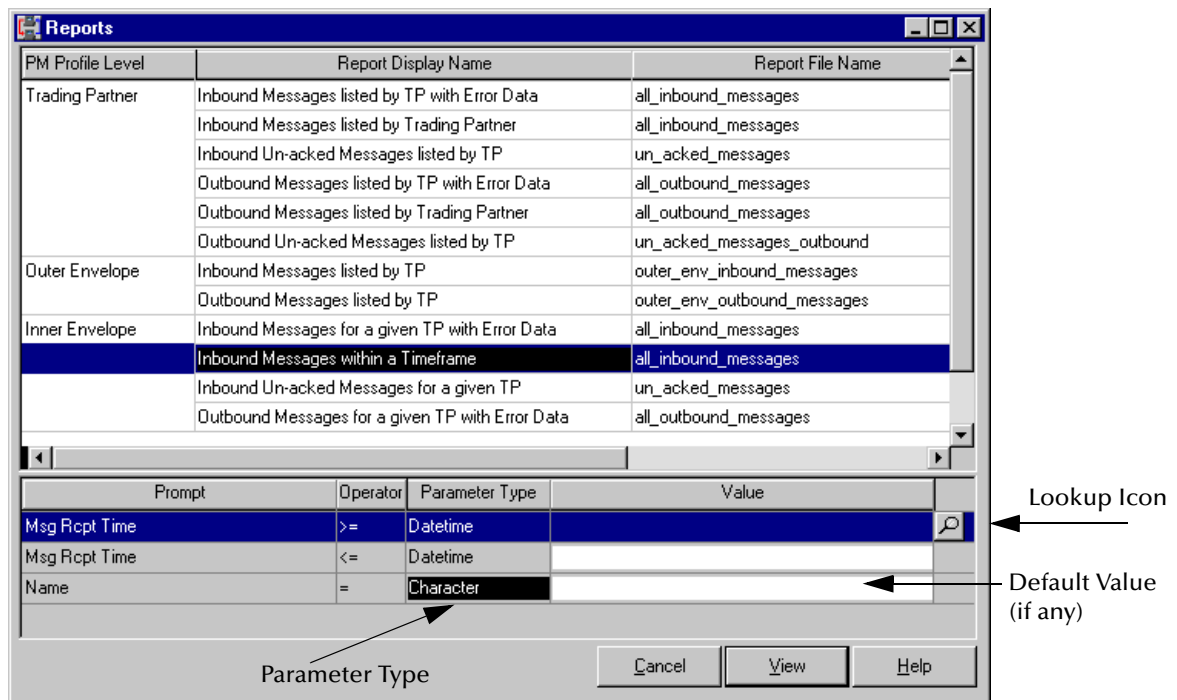 Reports
PM Profile Level Report Display Name Report File Name
Trading Partner Inbound Messages listed by TP with Error Data all_inbound_messages
Inbound Messages listed by Trading Partner all_inbound_messages
Inbound Un-acked Messages listed by TP un_acked_messages
Outbound Messages listed by TP with Error Data all_outbound_messages
Outbound Messages listed by Trading Partner all_outbound_messages
Outbound Un-acked Messages listed by TP un_acked_messages_outbound
Outer Envelope Inbound Messages listed by TP outer_env_inbound_messages
Outbound Messages listed by TP outer_env_outbound_messages
Inner Envelope Inbound Messages for a given TP with Error Data all_inbound_messages
Inbound Messages within a Timeframe all_inbound_messages
Inbound Un-acked Messages for a given TP un_acked_messages
Outbound Messages for a given TP with Error Data all_outbound_messages
Prompt Operator Parameter Type Value
Msg Rcpt Time >= Datetime
Msg Rcpt Time <= Datetime
Name = Character
Lookup Icon
Default Value
(if any)
Parameter Type
Cancel View Help